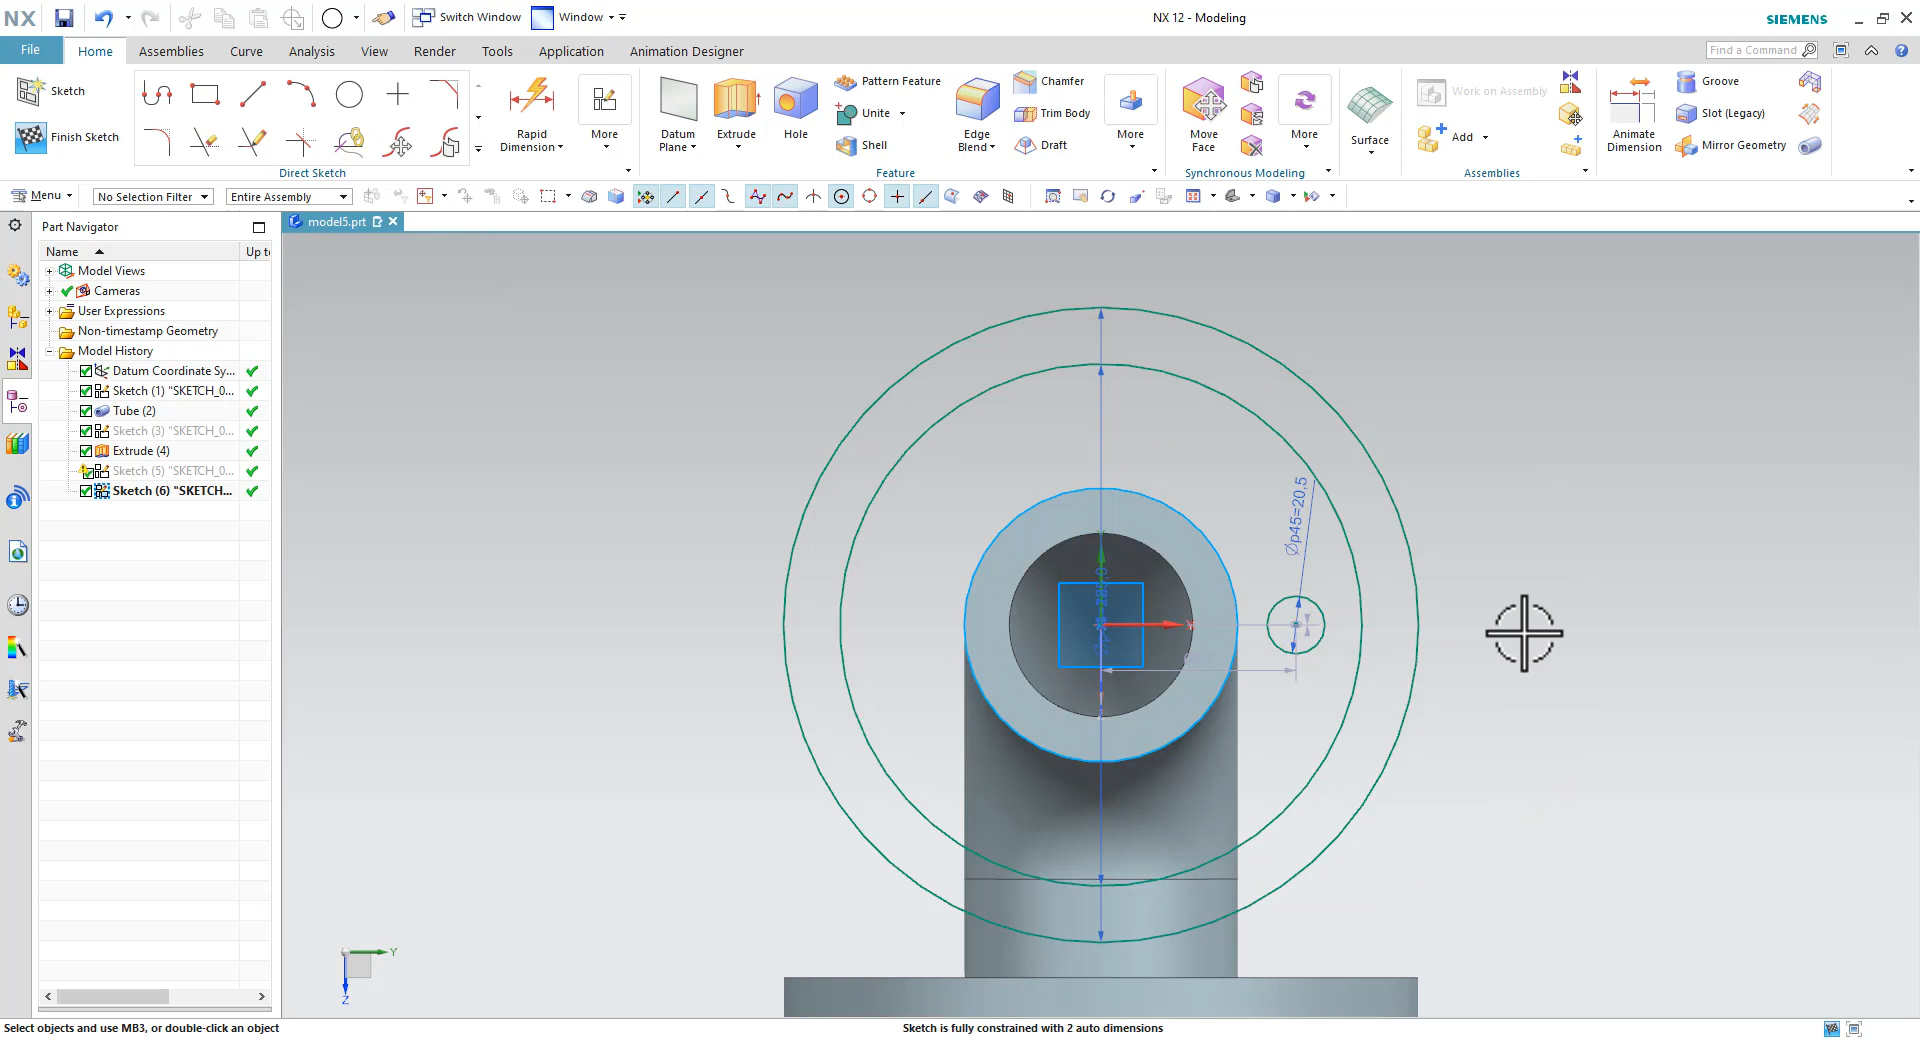 NX
Switch Window
Window
NX 12 - Modeling
SIEMENS
File
Home
Assemblies
Curve
Analysis
View
Render
Tools
Application
Animation Designer
Find a Command
Sketch
Finish Sketch
Direct Sketch
Rapid
Dimension
More
Datum
Plane
Extrude
Hole
Pattern Feature
Unite
Shell
Edge
Blend
Chamfer
Trim Body
Draft
More
Feature
Move
Face
More
Synchronous Modeling
Surface
Work on Assembly
Add
Assemblies
Animate
Dimension
Groove
Slot (Legacy)
Mirror Geometry
Menu
No Selection Filter
Entire Assembly
Part Navigator
model5.prt
Name
Up t
Model Views
Cameras
User Expressions
Non-timestamp Geometry
Model History
Datum Coordinate Sy...
Sketch (1) "SKETCH_0...
Tube (2)
Sketch (3) "SKETCH_0...
Extrude (4)
Sketch (5) "SKETCH_0...
Sketch (6) "SKETCH...
Øp45=20,5
Y
Z
Select objects and use MB3, or double-click an object
Sketch is fully constrained with 2 auto dimensions